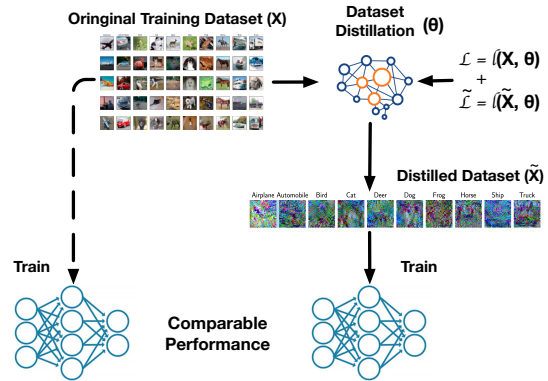 Oringinal Training Dataset (X)
Dataset
Distillation (θ)
ℒ = l(X, θ)
+
ℒ̃ = l(X̃, θ)
Distilled Dataset (X̃)
Airplane Automobile Bird Cat Deer Dog Frog Horse Ship Truck
Train
Train
Comparable
Performance